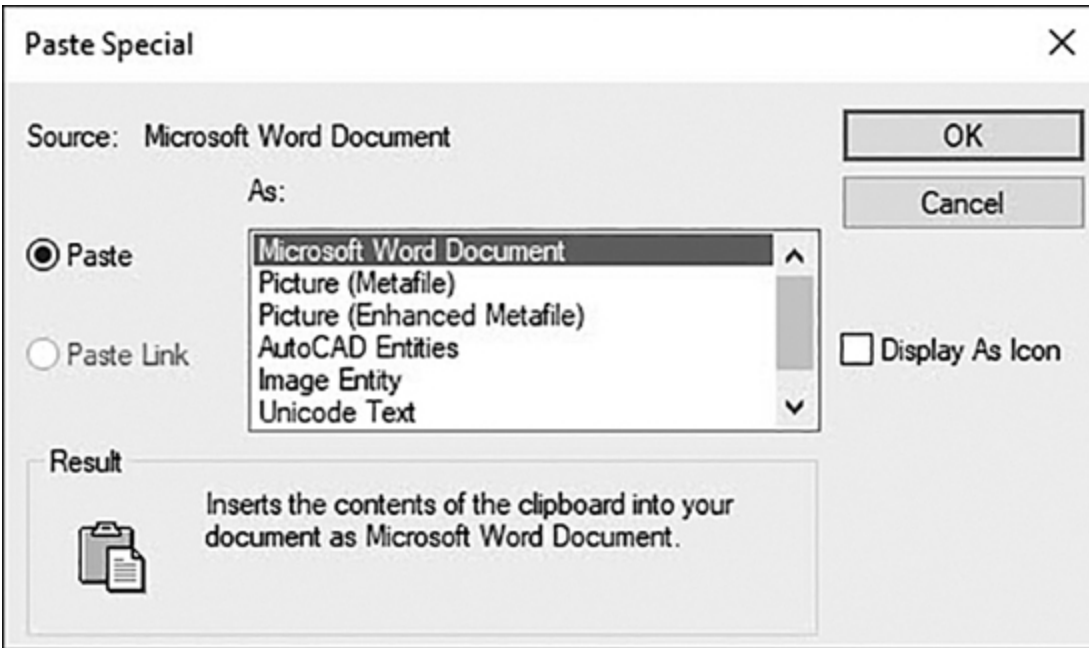 Paste Special
Source: Microsoft Word Document
OK
As:
Cancel
Paste
Microsoft Word Document
Picture (Metafile)
Picture (Enhanced Metafile)
AutoCAD Entities
Paste Link
Display As Icon
Image Entity
Unicode Text
Result
Inserts the contents of the clipboard into your
document as Microsoft Word Document.